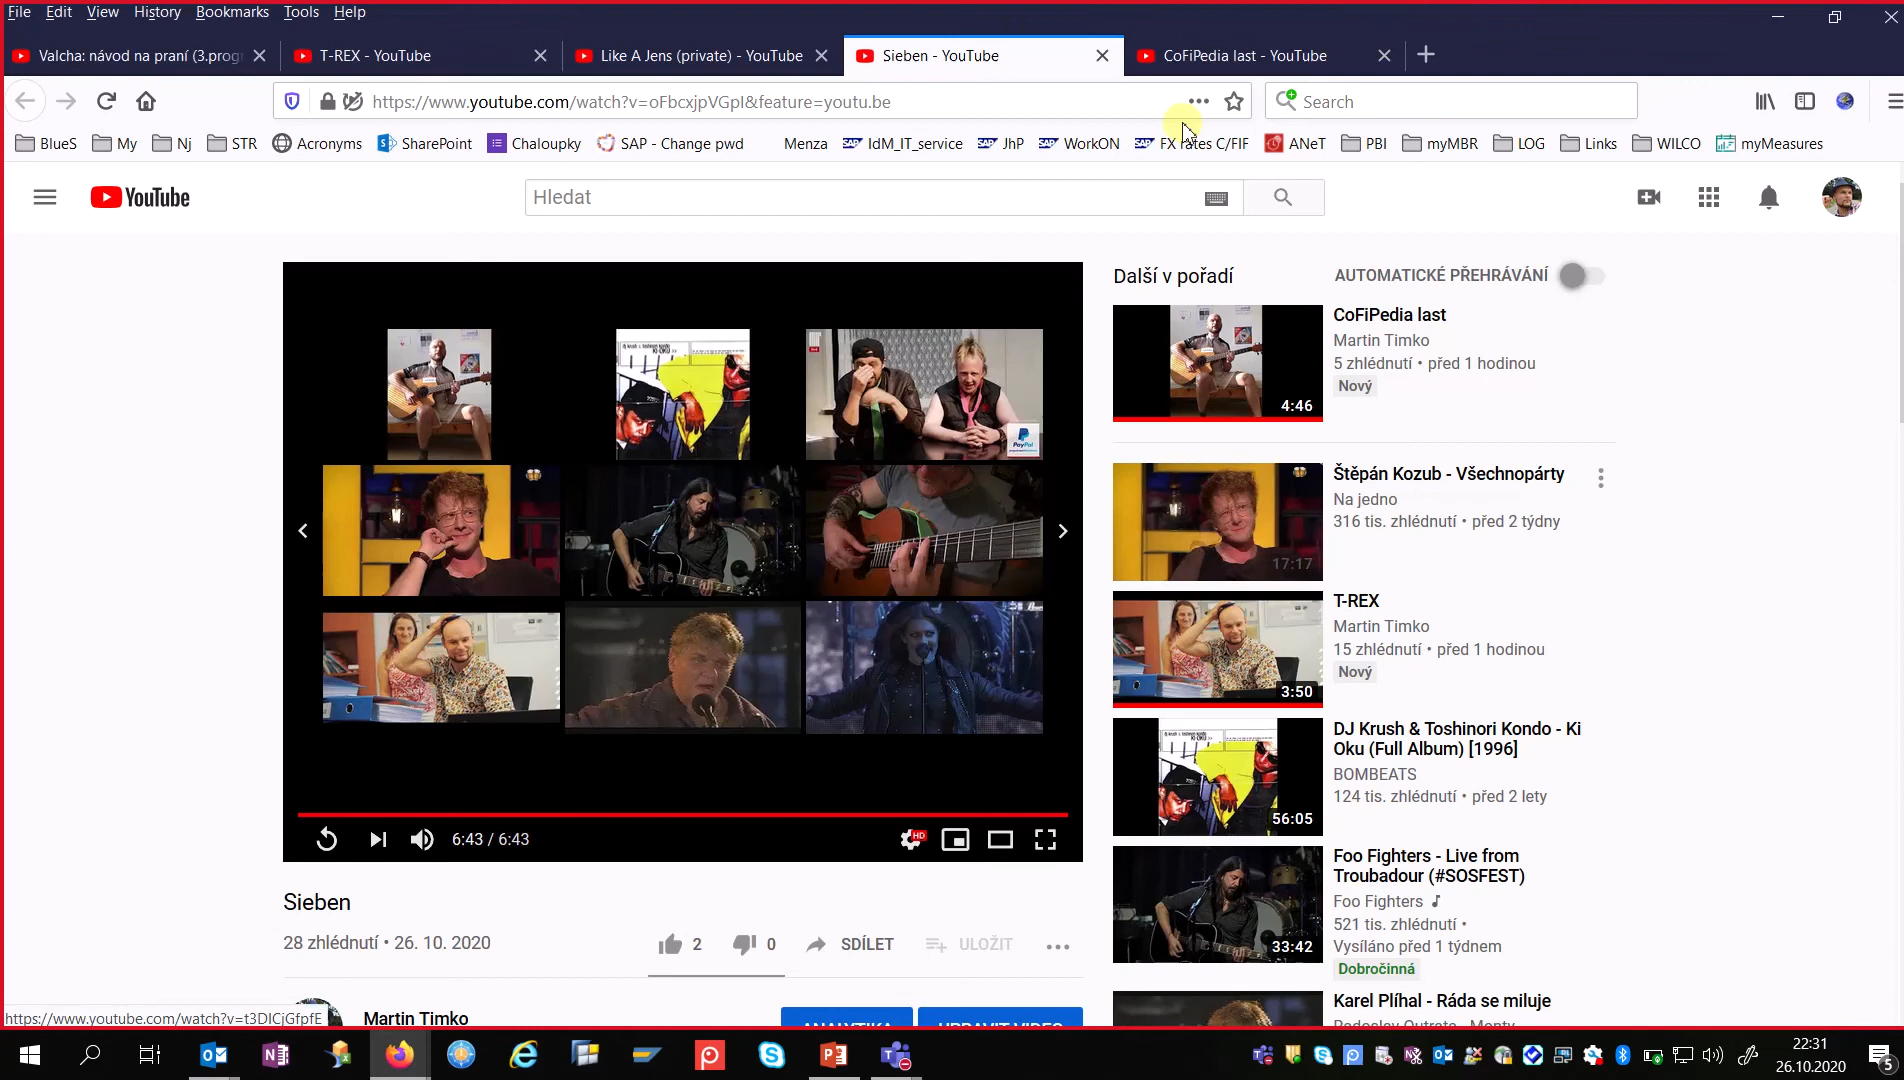 File Edit View History Bookmarks Tools Help
Valcha: návod na praní (3.prog
T-REX - YouTube
Like A Jens (private) - YouTube
Sieben - YouTube
CoFiPedia last - YouTube
https://www.youtube.com/watch?v=oFbcxjpVGpI&feature=youtu.be
Search
BlueS My Nj STR Acronyms SharePoint Chaloupky SAP - Change pwd Menza IdM_IT_service JhP WorkON FX rates C/FIF ANeT PBI myMBR LOG Links WILCO myMeasures
YouTube
Hledat
Další v pořadí
AUTOMATICKÉ PŘEHRÁVÁNÍ
CoFiPedia last
Martin Timko
5 zhlédnutí • před 1 hodinou
Nový
4:46
PayPal
Štěpán Kozub - Všechnopárty
Na jedno
316 tis. zhlédnutí • před 2 týdny
17:17
T-REX
Martin Timko
15 zhlédnutí • před 1 hodinou
Nový
3:50
DJ Krush & Toshinori Kondo - Ki
Oku (Full Album) [1996]
BOMBEATS
124 tis. zhlédnutí • před 2 lety
56:05
Foo Fighters - Live from
Troubadour (#SOSFEST)
Foo Fighters
521 tis. zhlédnutí •
Vysíláno před 1 týdnem
Dobročinná
33:42
Karel Plíhal - Ráda se miluje
6:43 / 6:43
HD
Sieben
28 zhlédnutí • 26. 10. 2020
2
0
SDÍLET
ULOŽIT
Martin Timko
ANALYTIKA
UPRAVIT VIDEO
https://www.youtube.com/watch?v=t3DICjGfpfE
22:31
26.10.2020
5